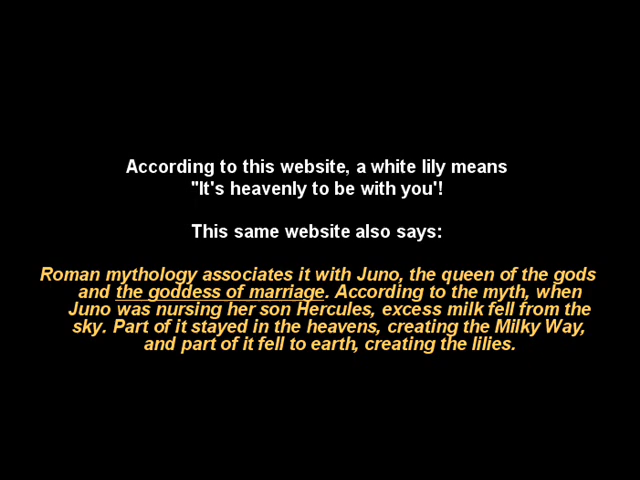 According to this website, a white lily means
"It's heavenly to be with you'!
This same website also says:
Roman mythology associates it with Juno, the queen of the gods
and the goddess of marriage. According to the myth, when
Juno was nursing her son Hercules, excess milk fell from the
sky. Part of it stayed in the heavens, creating the Milky Way,
and part of it fell to earth, creating the lilies.